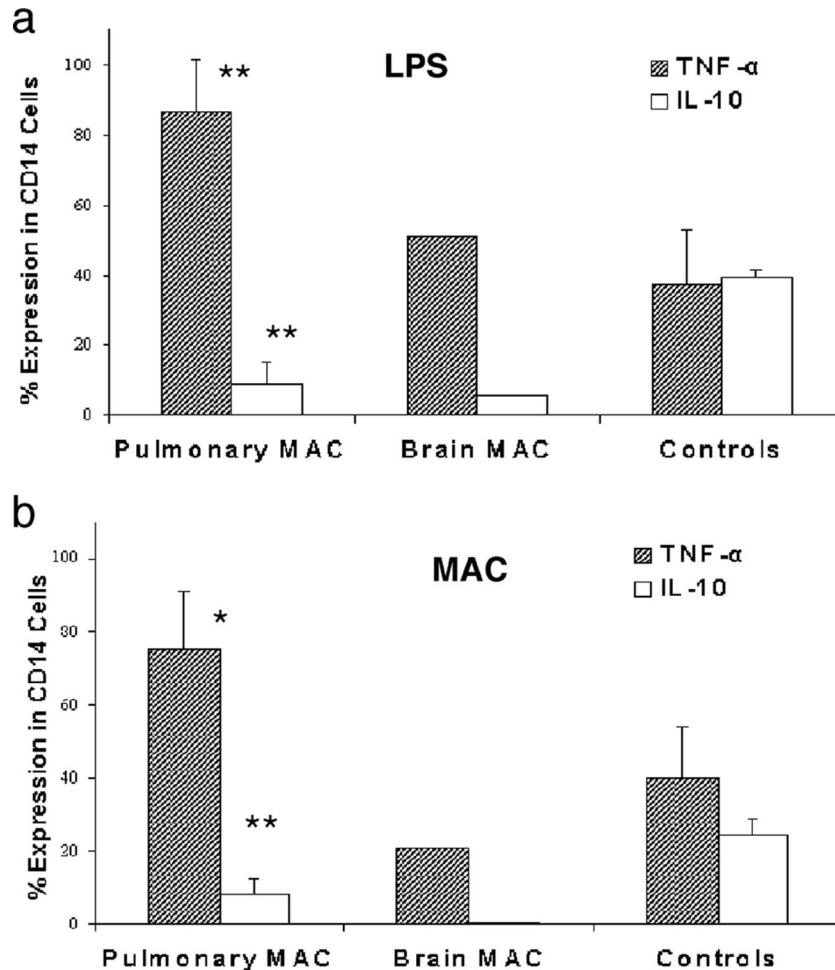 a
LPS
TNF-α
IL-10
% Expression in CD14 Cells
100
80
60
40
20
0
**
**
Pulmonary MAC Brain MAC Controls
b
MAC
TNF-α
IL-10
% Expression in CD14 Cells
100
80
60
40
20
0
*
**
Pulmonary MAC Brain MAC Controls